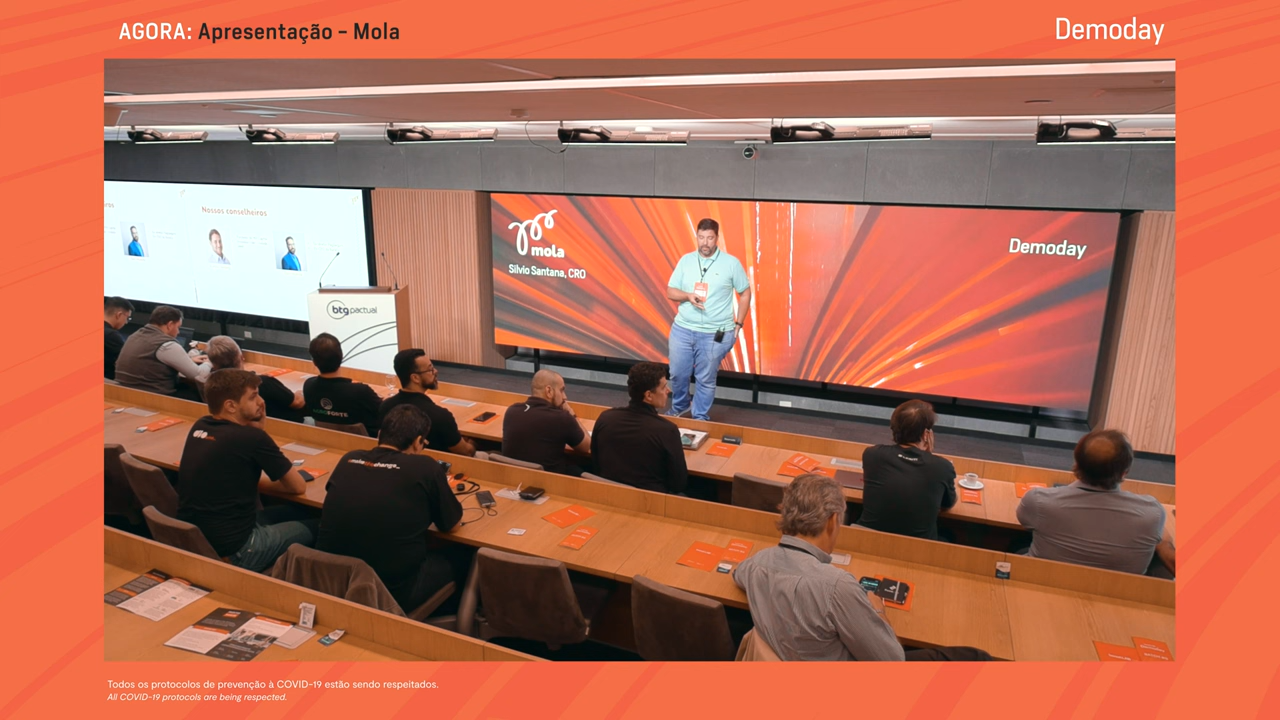 AGORA: Apresentação - Mola
Demoday
Nossos conselheiros
mola
Silvio Santana, CRO
Demoday
btg pactual
Todos os protocolos de prevenção à COVID-19 estão sendo respeitados.
All COVID-19 protocols are being respected.